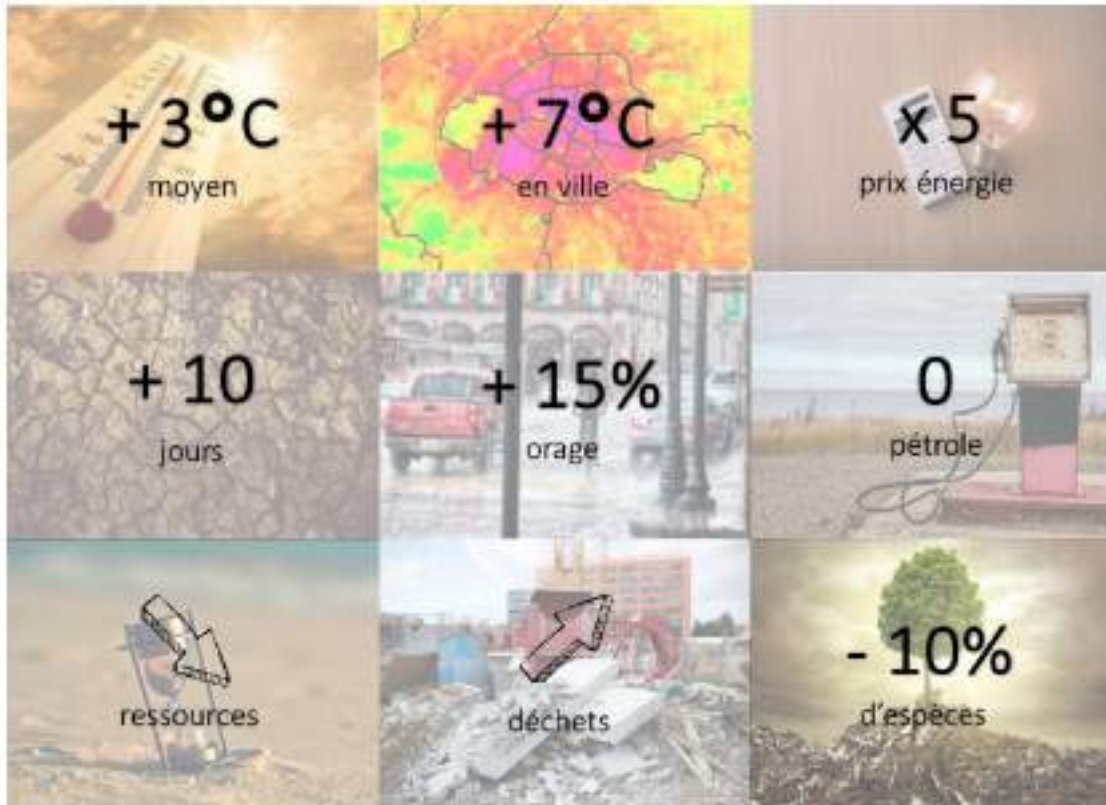 + 3°C
moyen
+ 7°C
en ville
x 5
prix énergie
+ 10
jours
+ 15%
orage
0
pétrole
ressources
déchets
- 10%
d'espèces